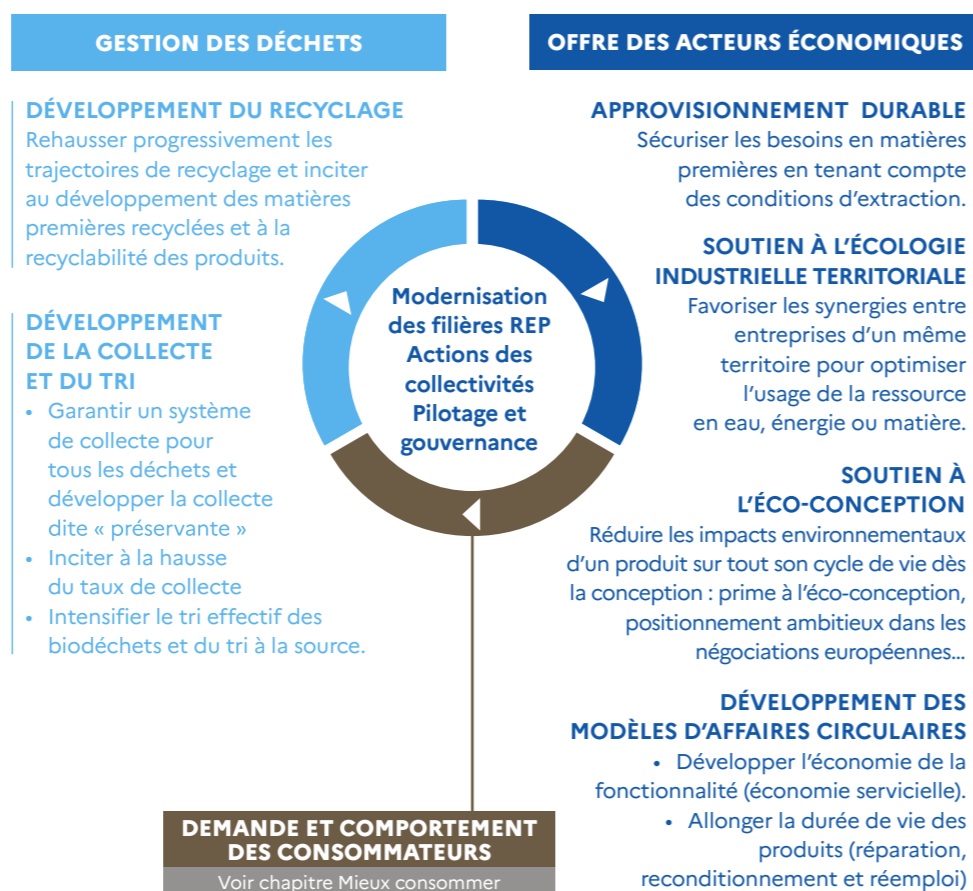 GESTION DES DÉCHETS
DÉVELOPPEMENT DU RECYCLAGE
Rehausser progressivement les
trajectoires de recyclage et inciter
au développement des matières
premières recyclées et à la
recyclabilité des produits.
DÉVELOPPEMENT
DE LA COLLECTE
ET DU TRI
• Garantir un système
de collecte pour
tous les déchets et
développer la collecte
dite « préservante »
• Inciter à la hausse
du taux de collecte
• Intensifier le tri effectif des
biodéchets et du tri à la source.
Modernisation
des filières REP
Actions des
collectivités
Pilotage et
gouvernance
OFFRE DES ACTEURS ÉCONOMIQUES
APPROVISIONNEMENT DURABLE
Sécuriser les besoins en matières
premières en tenant compte
des conditions d’extraction.
SOUTIEN À L’ÉCOLOGIE
INDUSTRIELLE TERRITORIALE
Favoriser les synergies entre
entreprises d’un même
territoire pour optimiser
l’usage de la ressource
en eau, énergie ou matière.
SOUTIEN À
L’ÉCO-CONCEPTION
Réduire les impacts environnementaux
d’un produit sur tout son cycle de vie dès
la conception : prime à l’éco-conception,
positionnement ambitieux dans les
négociations européennes…
DÉVELOPPEMENT DES
MODÈLES D’AFFAIRES CIRCULAIRES
• Développer l’économie de la
fonctionnalité (économie servicielle).
• Allonger la durée de vie des
produits (réparation,
reconditionnement et réemploi)
DEMANDE ET COMPORTEMENT
DES CONSOMMATEURS
Voir chapitre Mieux consommer